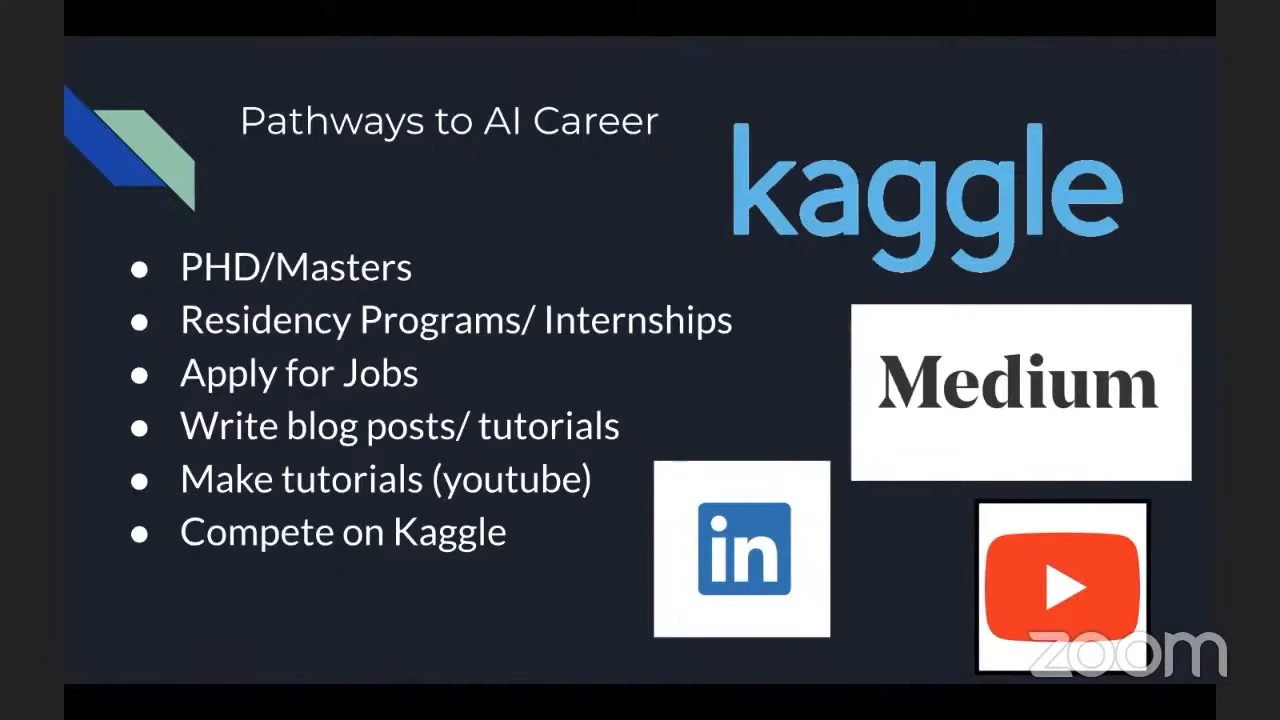 Pathways to AI Career
kaggle
PHD/Masters
Residency Programs/ Internships
Apply for Jobs
Write blog posts/ tutorials
Make tutorials (youtube)
Compete on Kaggle
Medium
in
zoom